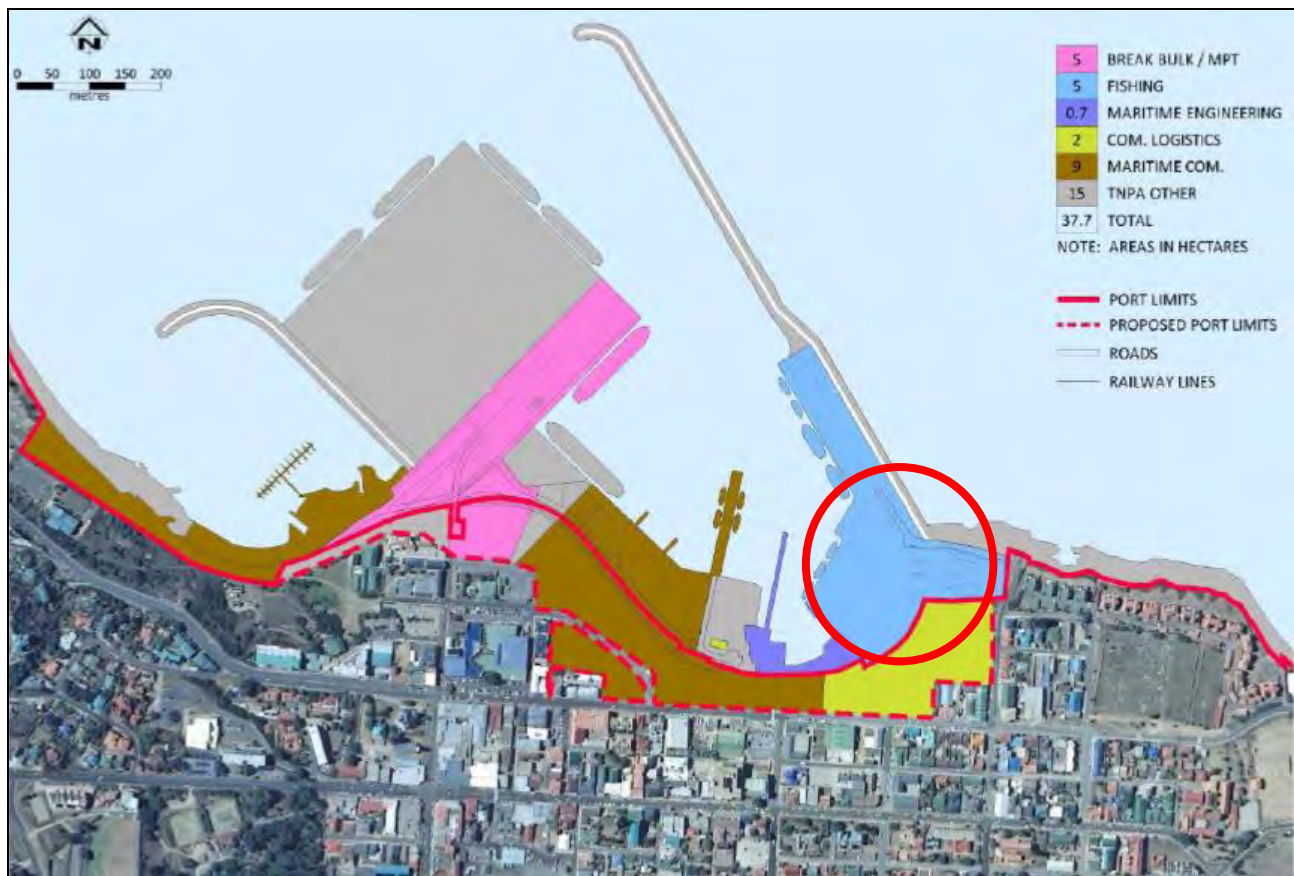 N
0 50 100 150 200
metres
5 BREAK BULK / MPT
5 FISHING
0.7 MARITIME ENGINEERING
2 COM. LOGISTICS
9 MARITIME COM.
15 TNPA OTHER
37.7 TOTAL
NOTE: AREAS IN HECTARES
PORT LIMITS
PROPOSED PORT LIMITS
ROADS
RAILWAY LINES